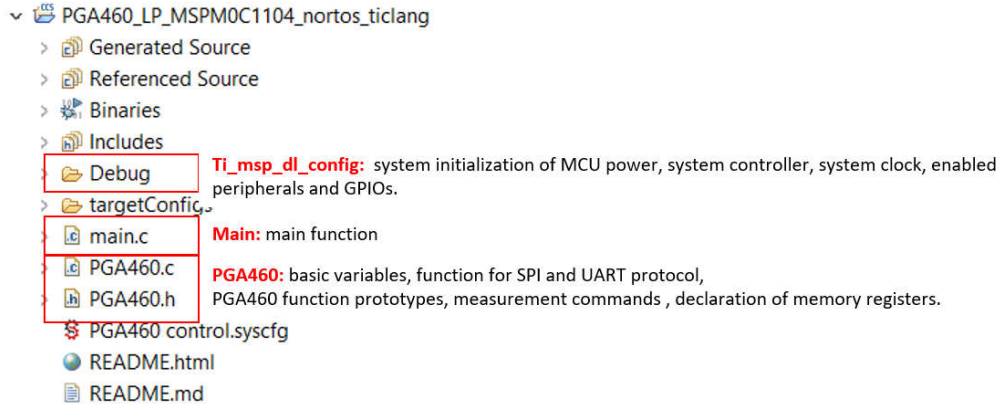 PGA460_LP_MSPM0C1104_nortos_ticlang
Generated Source
Referenced Source
Binaries
Includes
Debug
Ti_msp_dl_config: system initialization of MCU power, system controller, system clock, enabled
peripherals and GPIOs.
targetConfigs
main.c
Main: main function
PGA460.c
PGA460.h
PGA460: basic variables, function for SPI and UART protocol,
PGA460 function prototypes, measurement commands , declaration of memory registers.
PGA460 control.syscfg
README.html
README.md